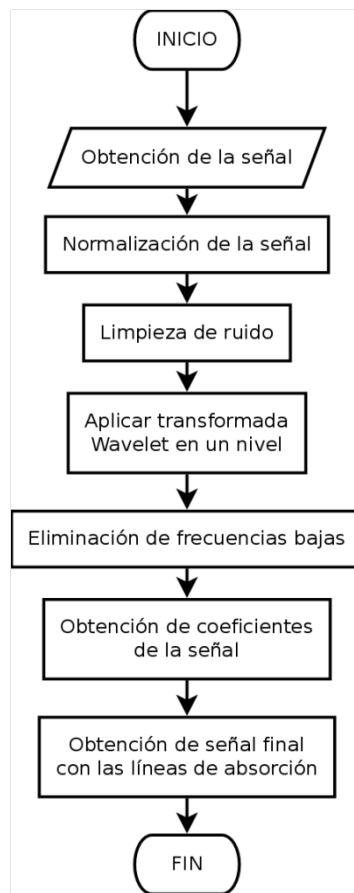 INICIO
Obtención de la señal
Normalización de la señal
Limpieza de ruido
Aplicar transformada
Wavelet en un nivel
Eliminación de frecuencias bajas
Obtención de coeficientes
de la señal
Obtención de señal final
con las líneas de absorción
FIN